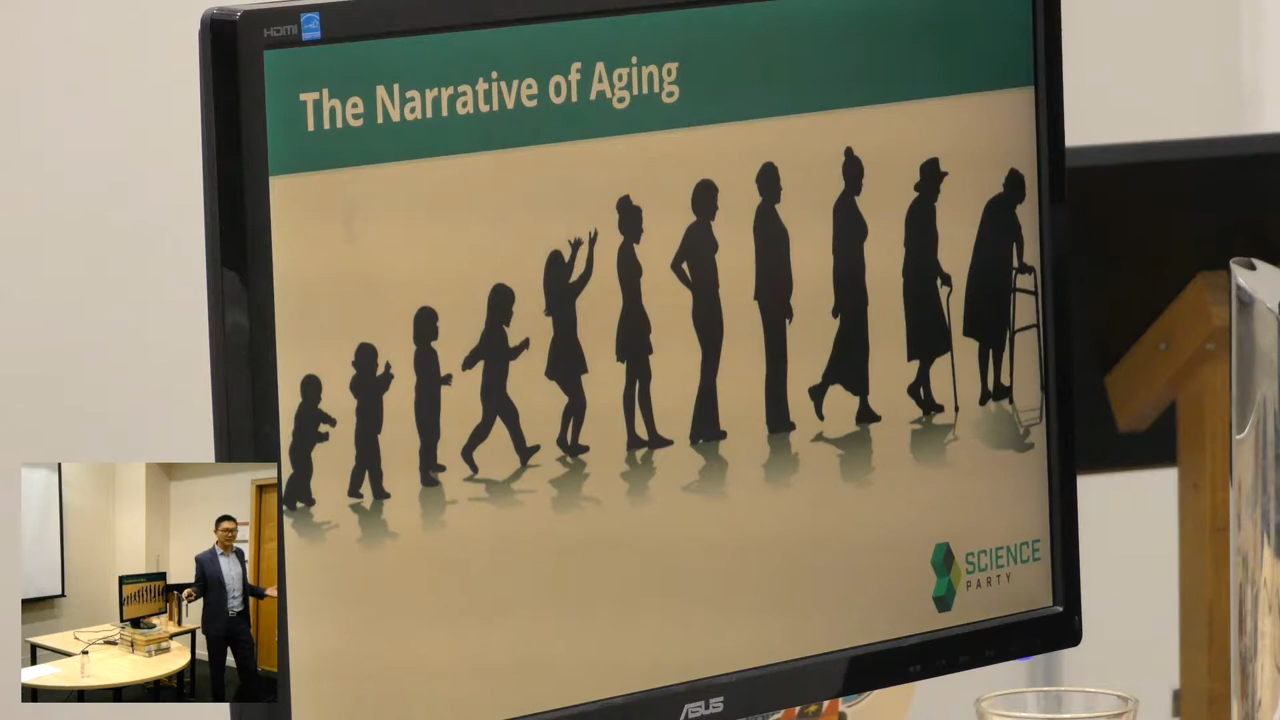 HDMI
The Narrative of Aging
SCIENCE
PARTY
ASUS